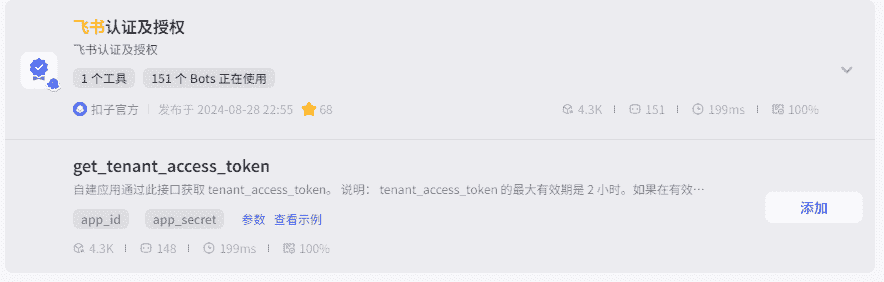 飞书认证及授权
飞书认证及授权
1 个工具 151 个 Bots 正在使用
扣子官方 发布于 2024-08-28 22:55 68 4.3K 151 199ms 100%
get_tenant_access_token
自建应用通过此接口获取 tenant_access_token。 说明： tenant_access_token 的最大有效期是 2 小时。如果在有效…
添加
app_id app_secret 参数 查看示例
4.3K 148 199ms 100%